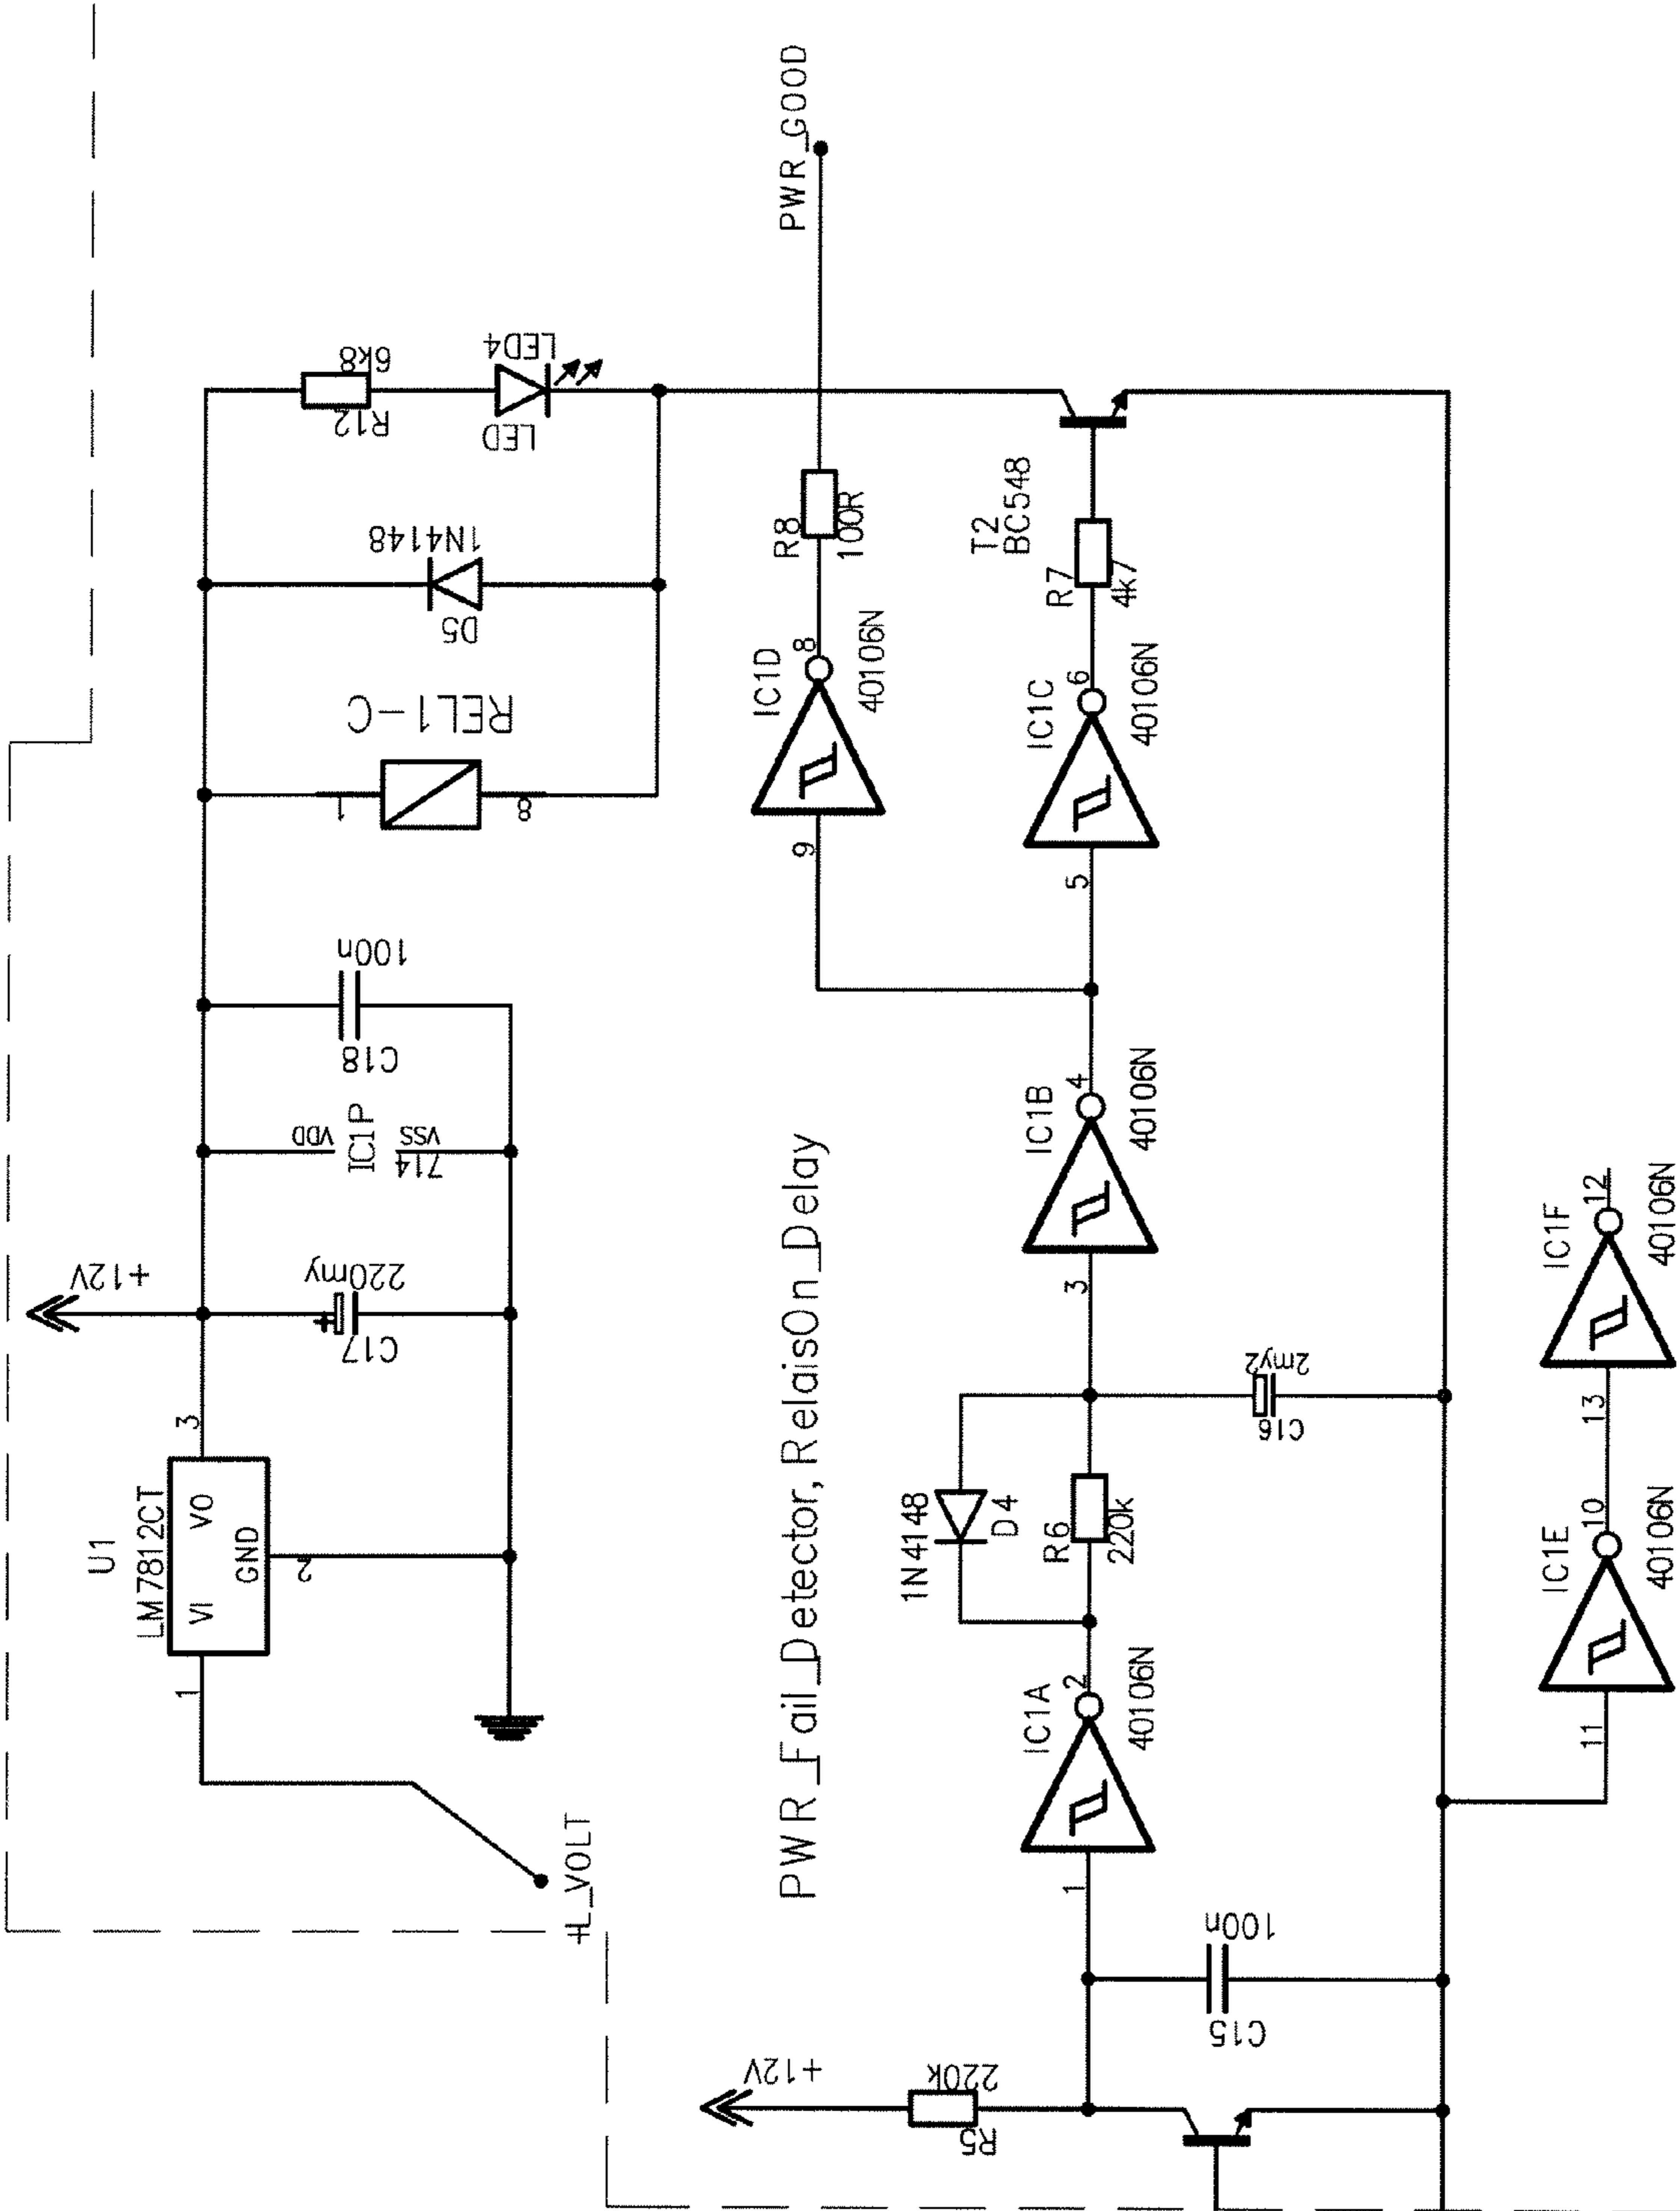 +12V
U1
LM7812CT
VI
VO
GND
1
2
3
+L_VOLT
C17
220my
IC1P
VDD
VSS
714
C18
100n
REL1-C
1
8
D5
1N4148
R12
6k8
LED
LED4
PWR_Fail_Detector, RelaisOn_Delay
PWR_GOOD
IC1D
9
8
40106N
R8
100R
T2
BC548
R7
4k7
IC1C
5
6
40106N
IC1B
3
4
40106N
1N4148
D4
R6
220k
C16
2my2
IC1A
1
2
40106N
+12V
R5
220k
C15
100n
IC1E
11
10
40106N
IC1F
13
12
40106N